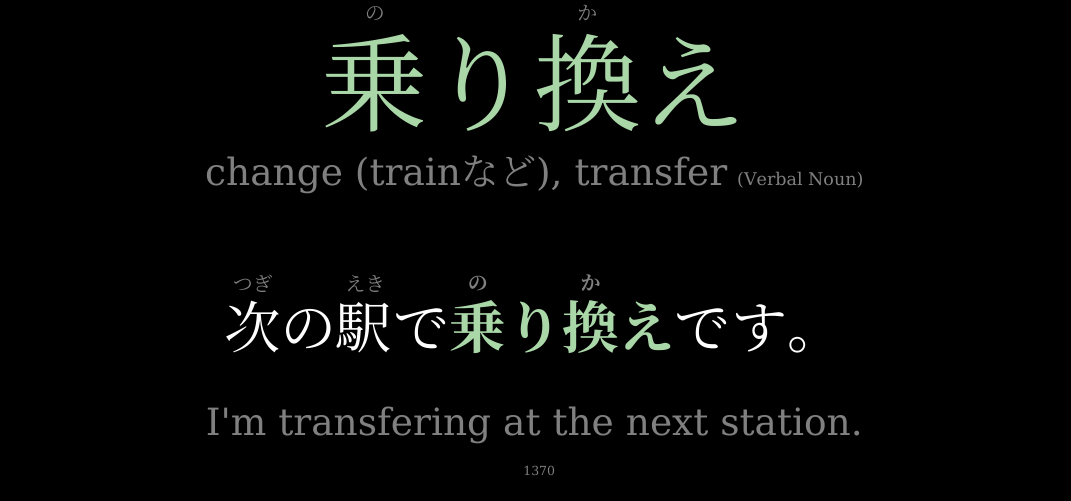 の か
乗り換え
change (trainなど), transfer (Verbal Noun)
つぎ えき の か
次の駅で乗り換えです。
I'm transfering at the next station.
1370